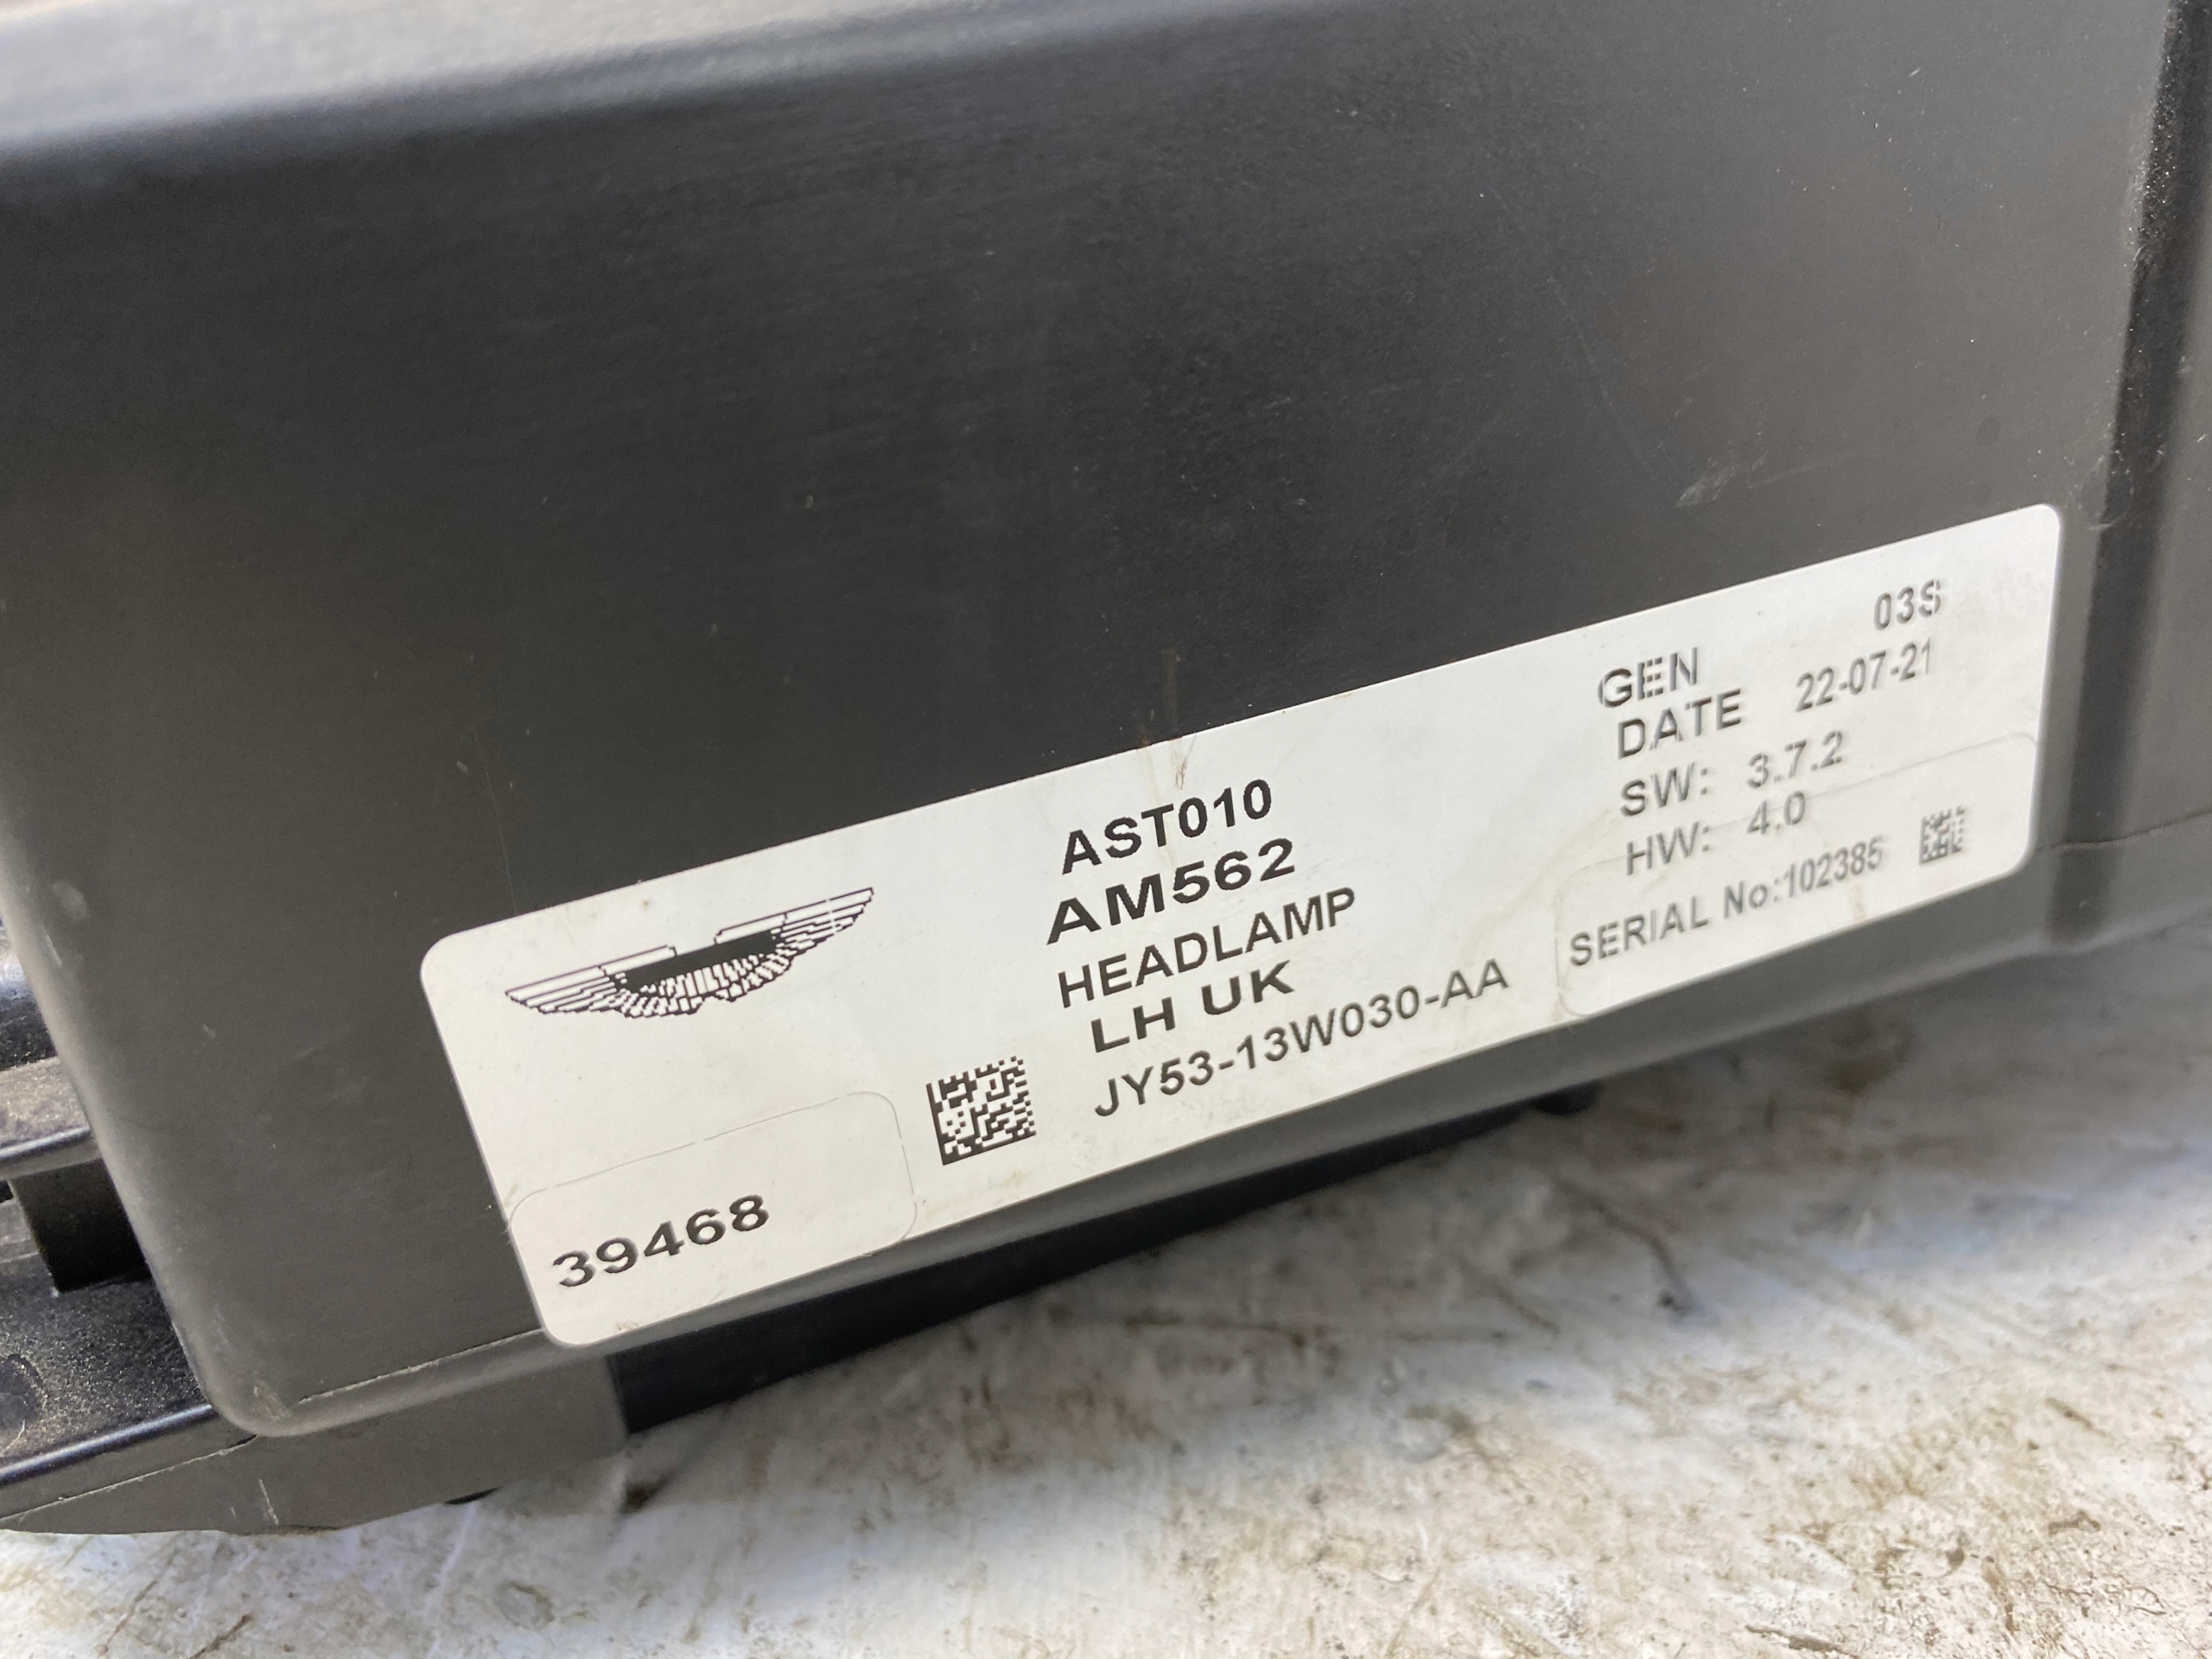 AST010
AM562
HEADLAMP
LH UK
JY53-13W030-AA
39468
GEN 03S
DATE 22-07-21
SW: 3.7.2
HW: 4.0
SERIAL No:102385